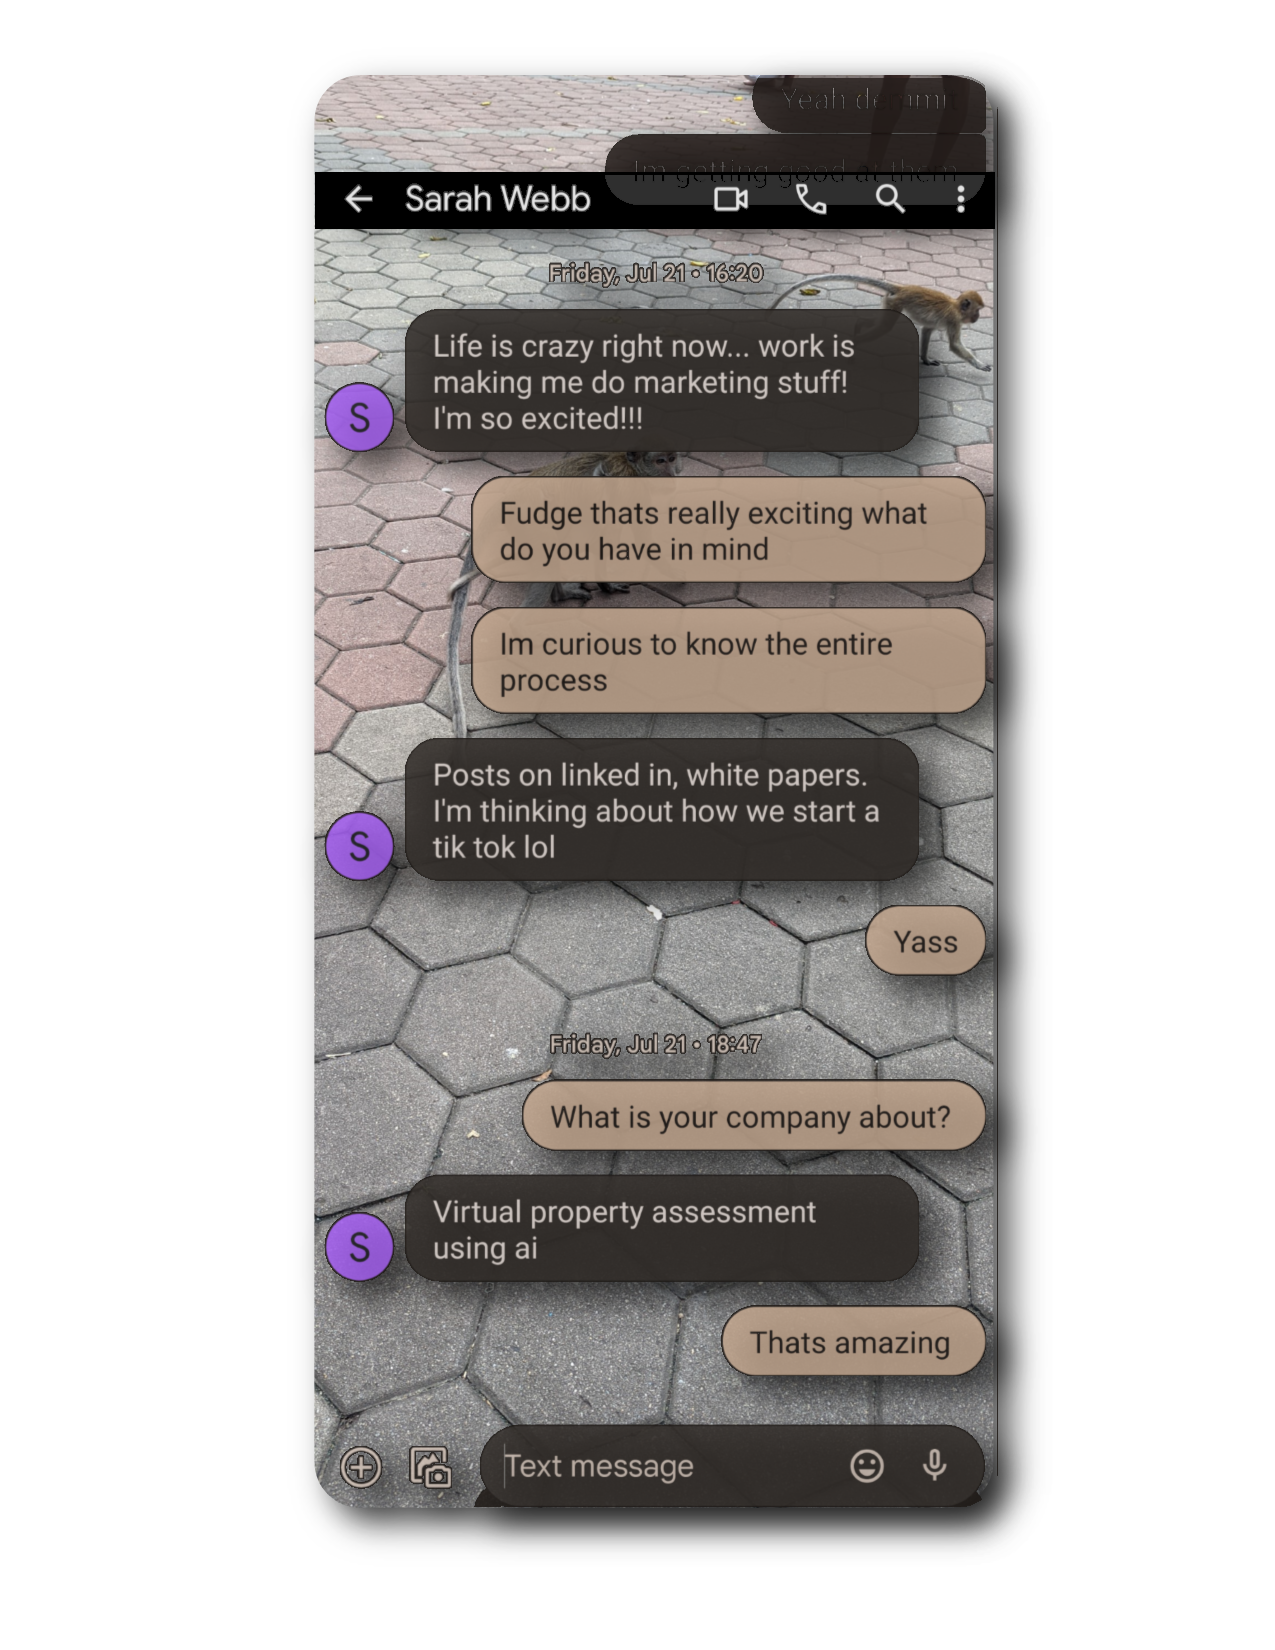 Yeah demmit
Im getting good at them
Sarah Webb
Friday, Jul 21 • 16:20
Life is crazy right now... work is
making me do marketing stuff!
I'm so excited!!!
S
Fudge thats really exciting what
do you have in mind
Im curious to know the entire
process
Posts on linked in, white papers.
I'm thinking about how we start a
tik tok lol
S
Yass
Friday, Jul 21 • 18:47
What is your company about?
Virtual property assessment
using ai
S
Thats amazing
Text message